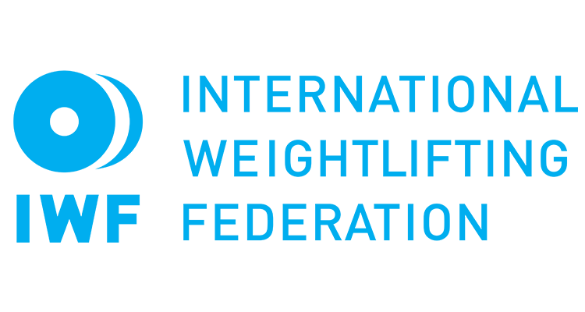 IWF
INTERNATIONAL
WEIGHTLIFTING
FEDERATION